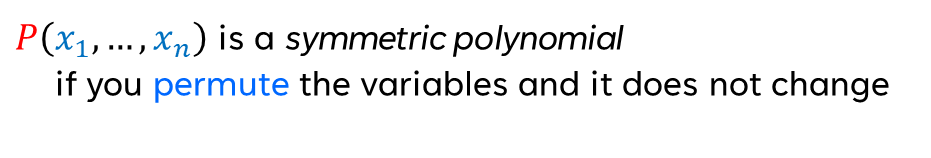 P(x₁, …, xₙ) is a symmetric polynomial
if you permute the variables and it does not change